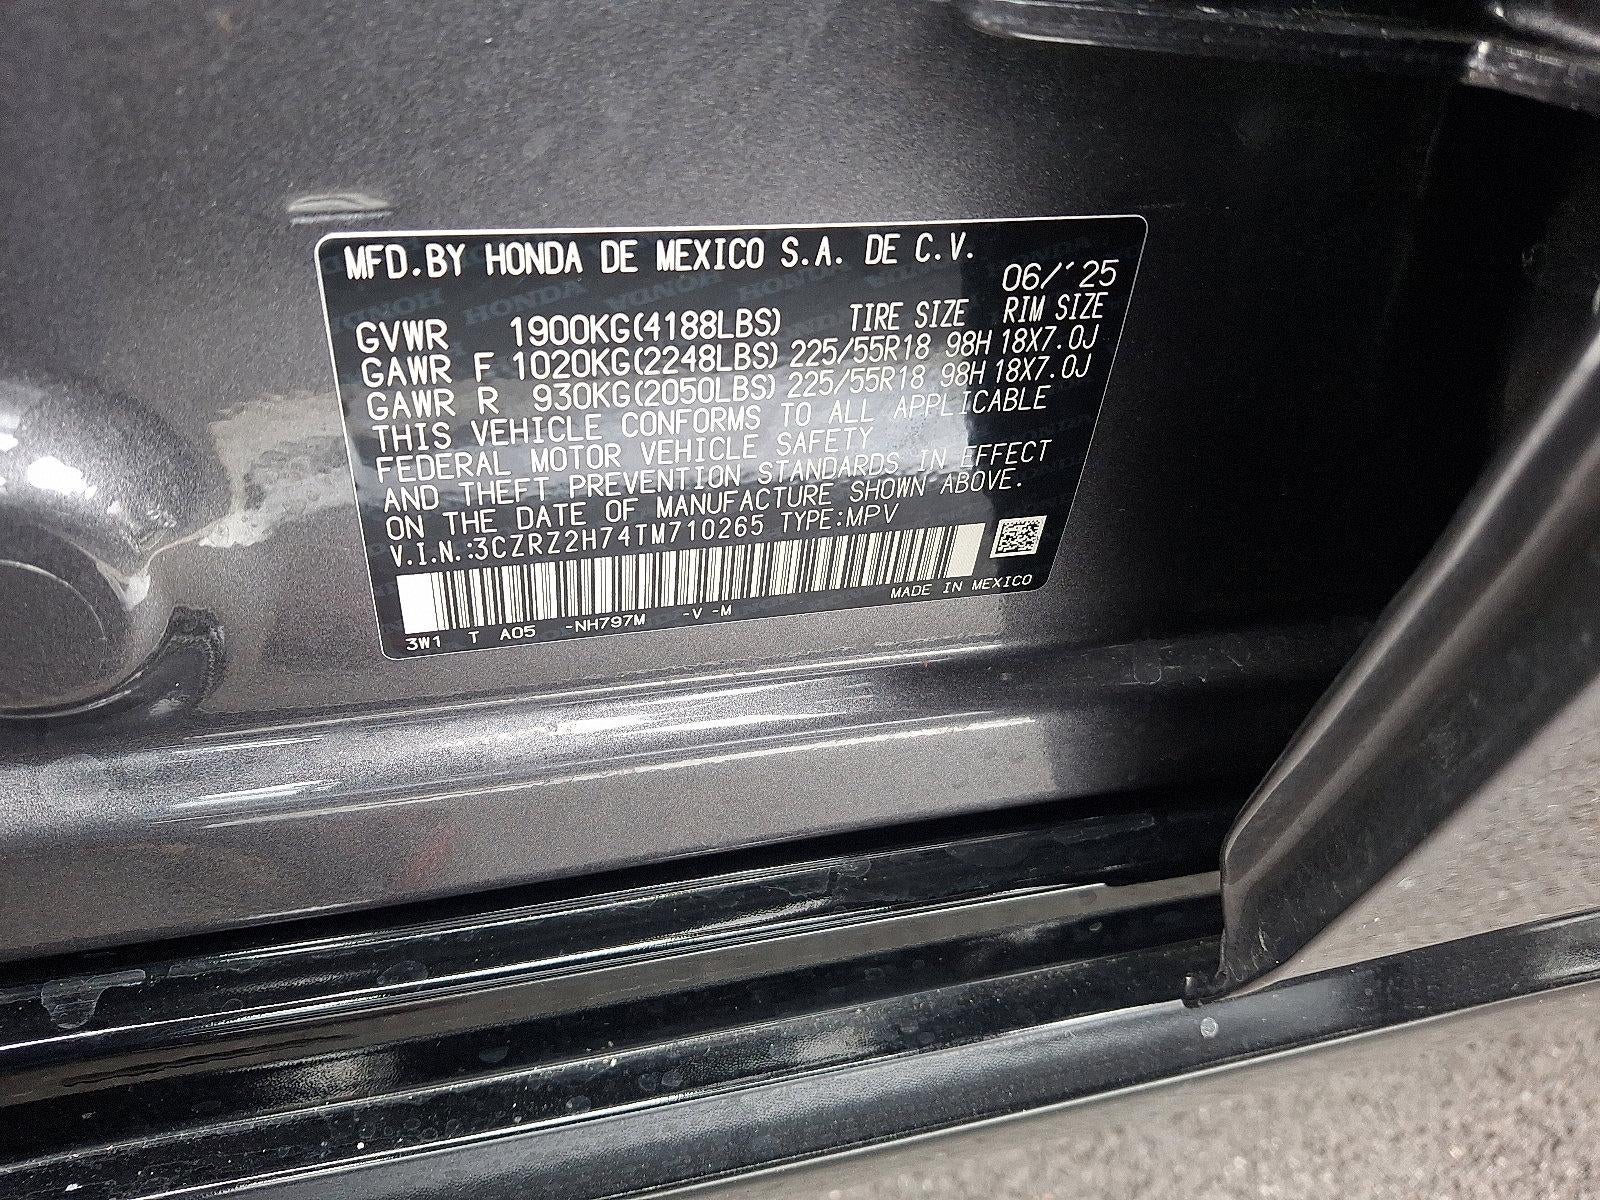 MFD.BY HONDA DE MEXICO S.A. DE C.V.
06/'25
GVWR 1900KG(4188LBS) TIRE SIZE RIM SIZE
GAWR F 1020KG(2248LBS) 225/55R18 98H 18X7.0J
GAWR R 930KG(2050LBS) 225/55R18 98H 18X7.0J
THIS VEHICLE CONFORMS TO ALL APPLICABLE
FEDERAL MOTOR VEHICLE SAFETY
AND THEFT PREVENTION STANDARDS IN EFFECT
ON THE DATE OF MANUFACTURE SHOWN ABOVE.
V.I.N.:3CZRZ2H74TM710265 TYPE:MPV
MADE IN MEXICO
3W1 T A05 -NH797M -V -M